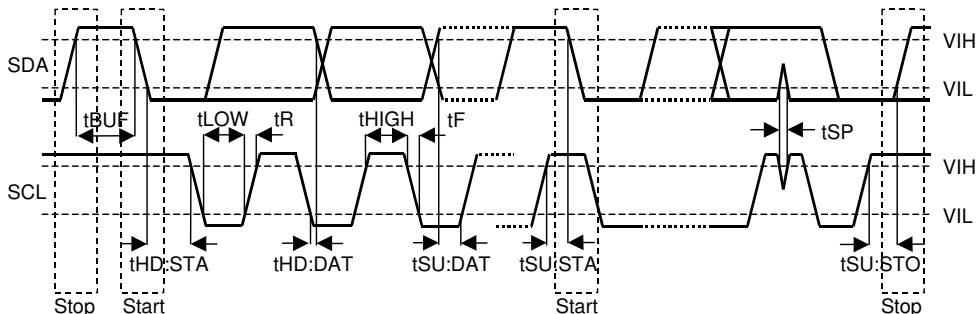 VIH
SDA
VIL
tBUF tLOW tR tHIGH tF tSP
VIH
SCL
VIL
tHD:STA tHD:DAT tSU:DAT tSU:STA tSU:STO
Stop Start Start Stop